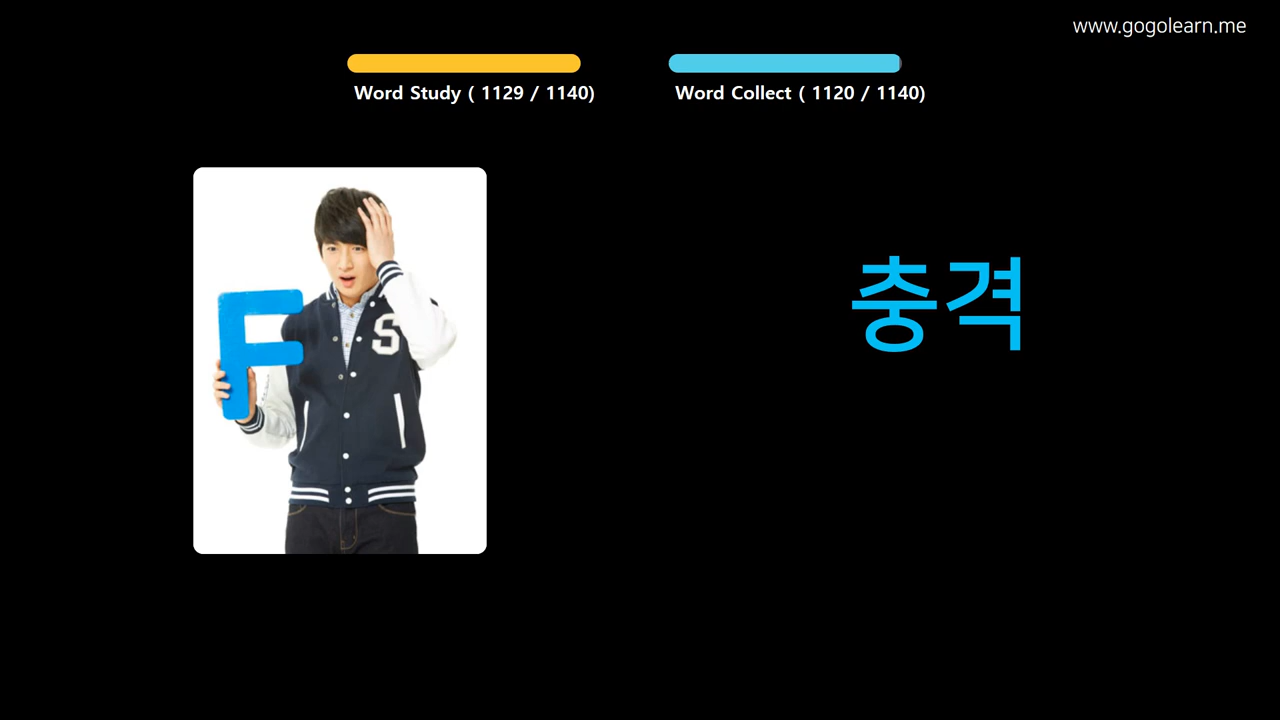 www.gogolearn.me
Word Study ( 1129 / 1140)
Word Collect ( 1120 / 1140)
F
S
충격